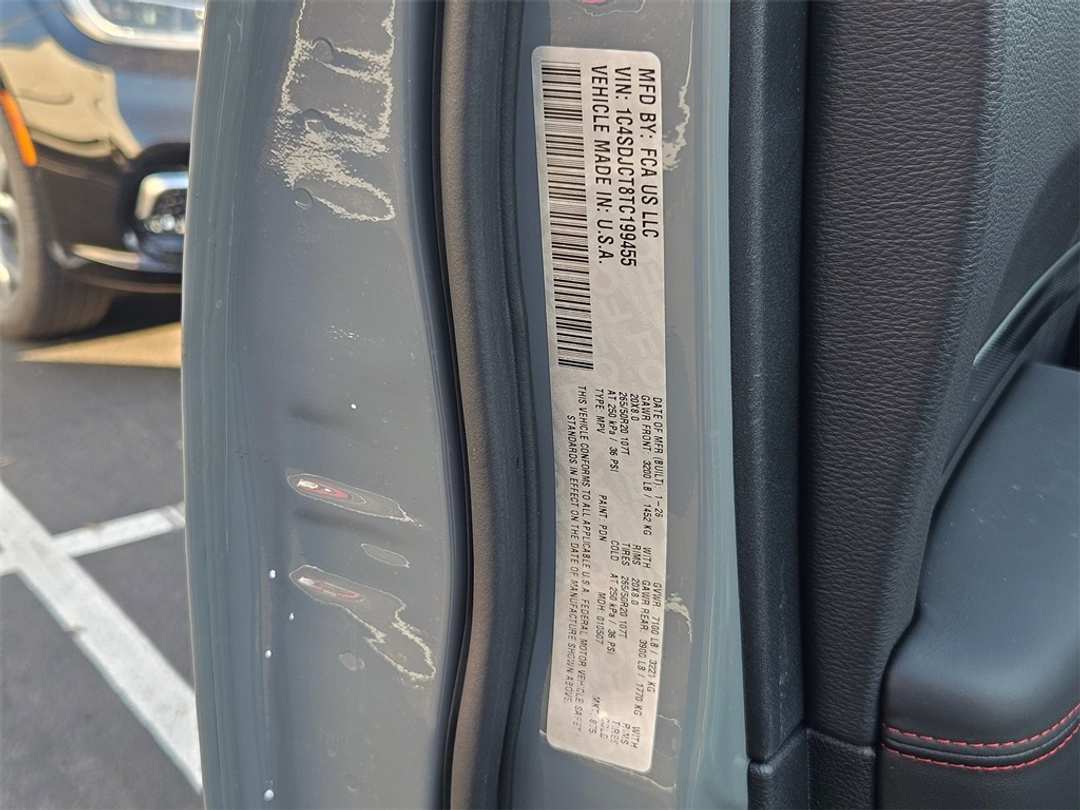 MFD BY: FCA US LLC
VIN: 1C4SDJCT8TC199455
VEHICLE MADE IN: U.S.A.
DATE OF MFR (BUILT) 1-26 GVWR 7100 LB / 3221 KG
GAWR FRONT: 3200 LB / 1452 KG WITH GAWR REAR: 3900 LB / 1770 KG WITH
20X8.0 RIMS 20X8.0 RIMS
265/50R20 107T TIRES 265/50R20 107T TIRES
AT 250 kPa / 36 PSI COLD AT 250 kPa / 36 PSI
TYPE: MPV PAINT: PDN MDH: 010507
THIS VEHICLE CONFORMS TO ALL APPLICABLE U.S.A. FEDERAL MOTOR VEHICLE SAFETY
STANDARDS IN EFFECT ON THE DATE OF MANUFACTURE SHOWN ABOVE.